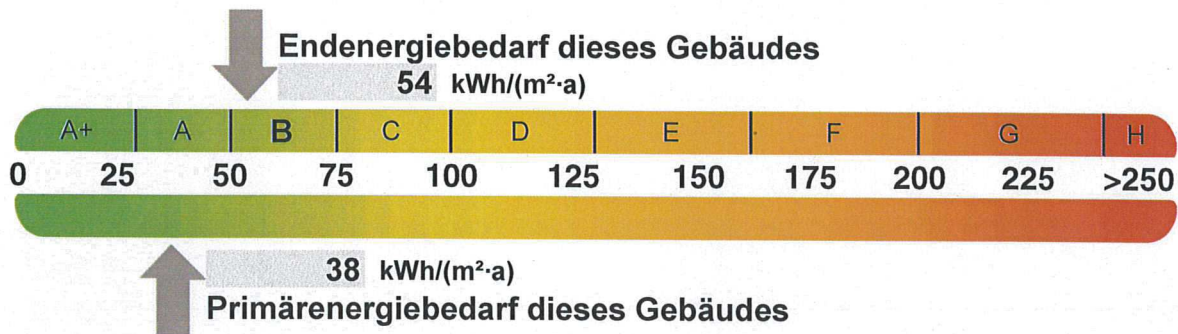 Endenergiebedarf dieses Gebäudes
54 kWh/(m²·a)
A+ A B C D E F G H
0 25 50 75 100 125 150 175 200 225 >250
38 kWh/(m²·a)
Primärenergiebedarf dieses Gebäudes